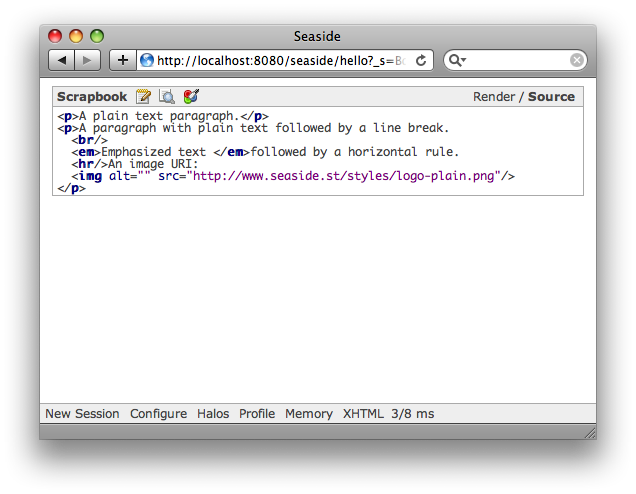 Seaside
http://localhost:8080/seaside/hello?_s=
Scrapbook Render / Source
<p>A plain text paragraph.</p>
<p>A paragraph with plain text followed by a line break.
<br/>
<em>Emphasized text </em>followed by a horizontal rule.
<hr/>An image URI:
<img alt="" src="http://www.seaside.st/styles/logo-plain.png"/>
</p>
New Session Configure Halos Profile Memory XHTML 3/8 ms